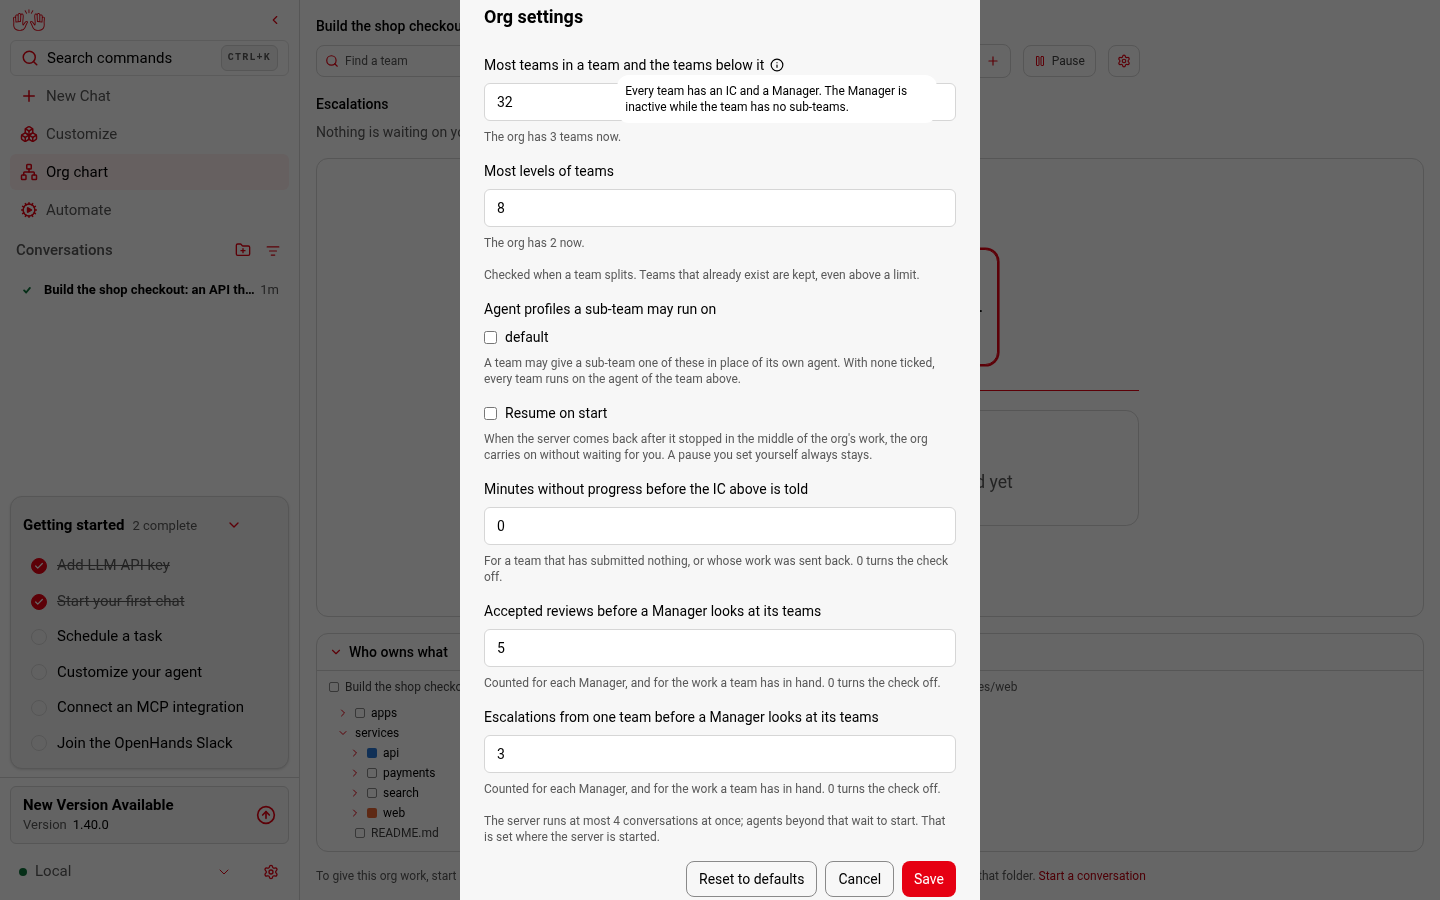 Search commands
CTRL+K
New Chat
Customize
Org chart
Automate
Conversations
Build the shop checkout: an API th... 1m
Getting started 2 complete
Add LLM API key
Start your first chat
Schedule a task
Customize your agent
Connect an MCP integration
Join the OpenHands Slack
New Version Available
Version 1.40.0
Local
Build the shop checkou
Find a team
Pause
Escalations
Nothing is waiting on yo
d yet
Who owns what
Build the shop checko
es/web
apps
services
api
payments
search
web
README.md
To give this org work, start
that folder. Start a conversation
Org settings
Most teams in a team and the teams below it
32
Every team has an IC and a Manager. The Manager is
inactive while the team has no sub-teams.
The org has 3 teams now.
Most levels of teams
8
The org has 2 now.
Checked when a team splits. Teams that already exist are kept, even above a limit.
Agent profiles a sub-team may run on
default
A team may give a sub-team one of these in place of its own agent. With none ticked,
every team runs on the agent of the team above.
Resume on start
When the server comes back after it stopped in the middle of the org's work, the org
carries on without waiting for you. A pause you set yourself always stays.
Minutes without progress before the IC above is told
0
For a team that has submitted nothing, or whose work was sent back. 0 turns the check
off.
Accepted reviews before a Manager looks at its teams
5
Counted for each Manager, and for the work a team has in hand. 0 turns the check off.
Escalations from one team before a Manager looks at its teams
3
Counted for each Manager, and for the work a team has in hand. 0 turns the check off.
The server runs at most 4 conversations at once; agents beyond that wait to start. That
is set where the server is started.
Reset to defaults
Cancel
Save